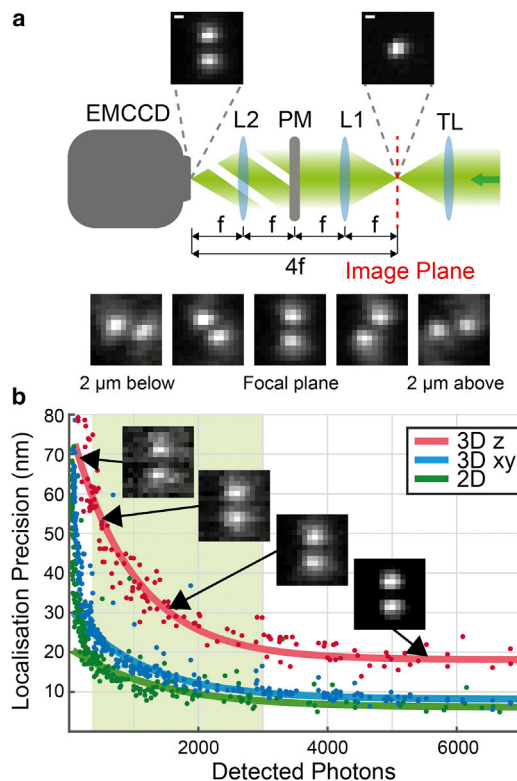 a
EMCCD
L2
PM
L1
TL
f
f
f
f
4f
Image Plane
2 μm below
Focal plane
2 μm above
b
Localisation Precision (nm)
80
70
60
50
40
30
20
10
3D z
3D xy
2D
2000
4000
6000
Detected Photons